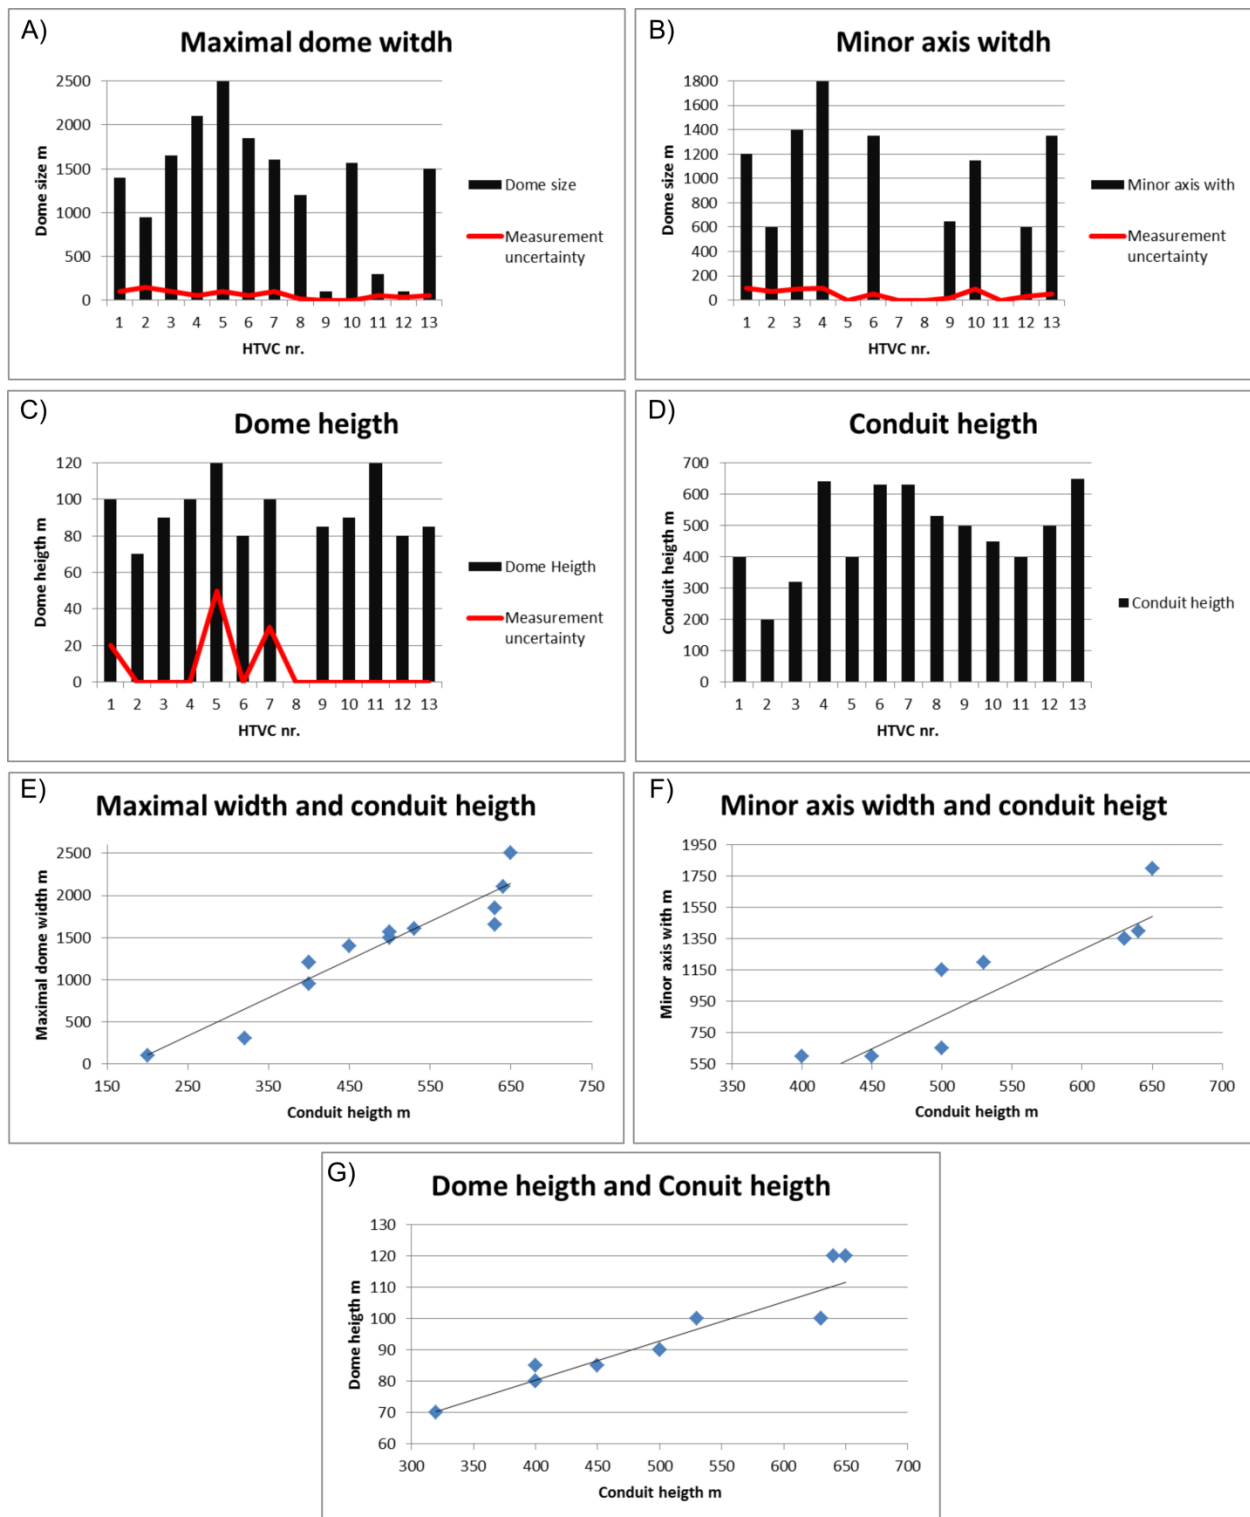 A)
Maximal dome witdh
Dome size m
2500
2000
1500
1000
500
0
1 2 3 4 5 6 7 8 9 10 11 12 13
HTVC nr.
Dome size
Measurement
uncertainty
B)
Minor axis witdh
Dome size m
1800
1600
1400
1200
1000
800
600
400
200
0
1 2 3 4 5 6 7 8 9 10 11 12 13
HTVC nr.
Minor axis with
Measurement
uncertainty
C)
Dome heigth
Dome heigth m
120
100
80
60
40
20
0
1 2 3 4 5 6 7 8 9 10 11 12 13
HTVC nr.
Dome Heigth
Measurement
uncertainty
D)
Conduit heigth
Conduit heigth m
700
600
500
400
300
200
100
0
1 2 3 4 5 6 7 8 9 10 11 12 13
HTVC nr.
Conduit heigth
E)
Maximal width and conduit heigth
Maximal dome width m
2500
2000
1500
1000
500
0
150 250 350 450 550 650 750
Conduit heigth m
F)
Minor axis width and conduit heigt
Minor axis with m
1950
1750
1550
1350
1150
950
750
550
350 400 450 500 550 600 650 700
Conduit heigth m
G)
Dome heigth and Conuit heigth
Dome heigth m
130
120
110
100
90
80
70
60
300 350 400 450 500 550 600 650 700
Conduit heigth m